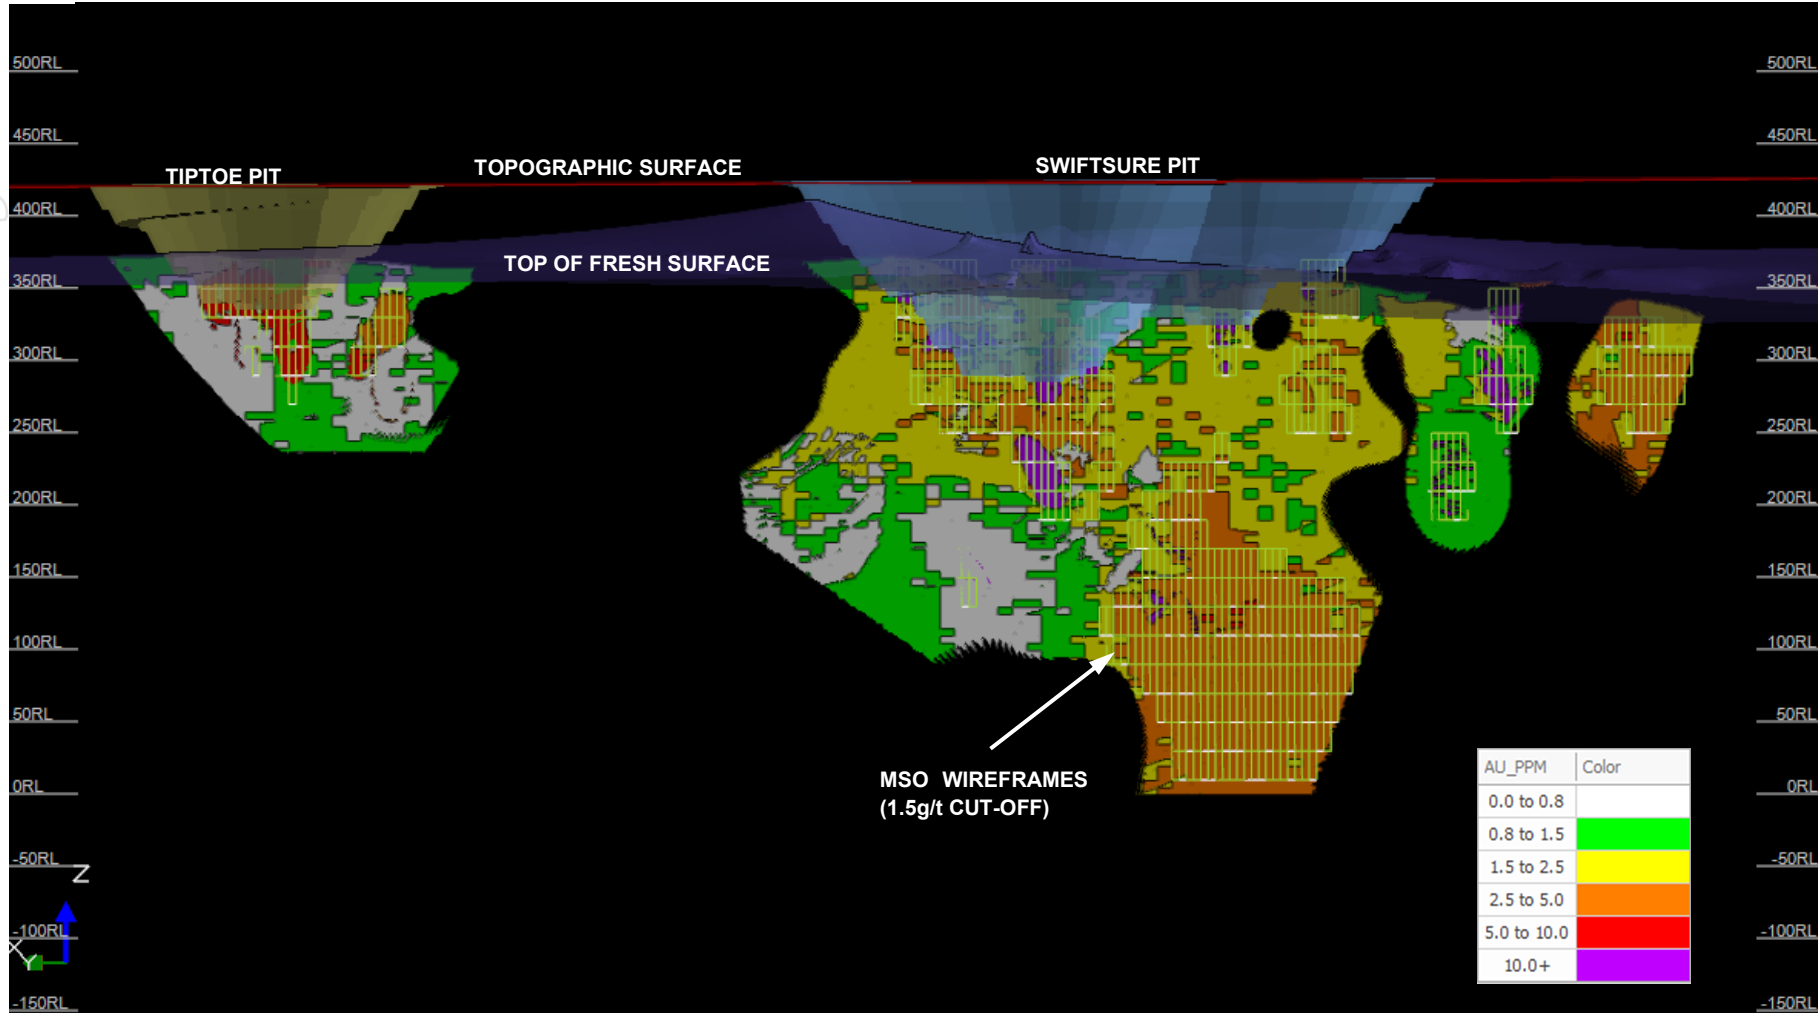 500RL
500RL
450RL
450RL
TIPTOE PIT
TOPOGRAPHIC SURFACE
SWIFTSURE PIT
400RL
400RL
TOP OF FRESH SURFACE
350RL
350RL
300RL
300RL
250RL
250RL
200RL
200RL
150RL
150RL
100RL
100RL
50RL
50RL
MSO WIREFRAMES
(1.5g/t CUT-OFF)
0RL
0RL
-50RL
-50RL
-100RL
-100RL
-150RL
-150RL
Z
X
Y
AU_PPM Color
0.0 to 0.8
0.8 to 1.5
1.5 to 2.5
2.5 to 5.0
5.0 to 10.0
10.0+